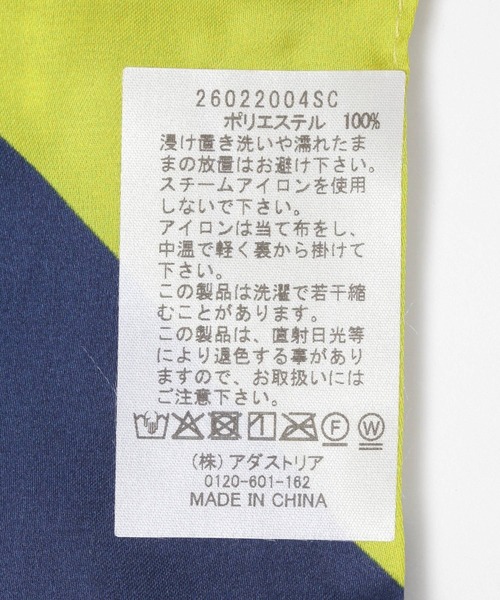 26022004SC
ポリエステル 100%
浸け置き洗いや濡れたま
まの放置はお避け下さい。
スチームアイロンを使用
しないで下さい。
アイロンは当て布をし、
中温で軽く裏から掛けて
下さい。
この製品は洗濯で若干縮
むことがあります。
この製品は、直射日光等
により退色する事があり
ますので、お取扱いには
ご注意下さい。
F W
(株) アダストリア
0120-601-162
MADE IN CHINA